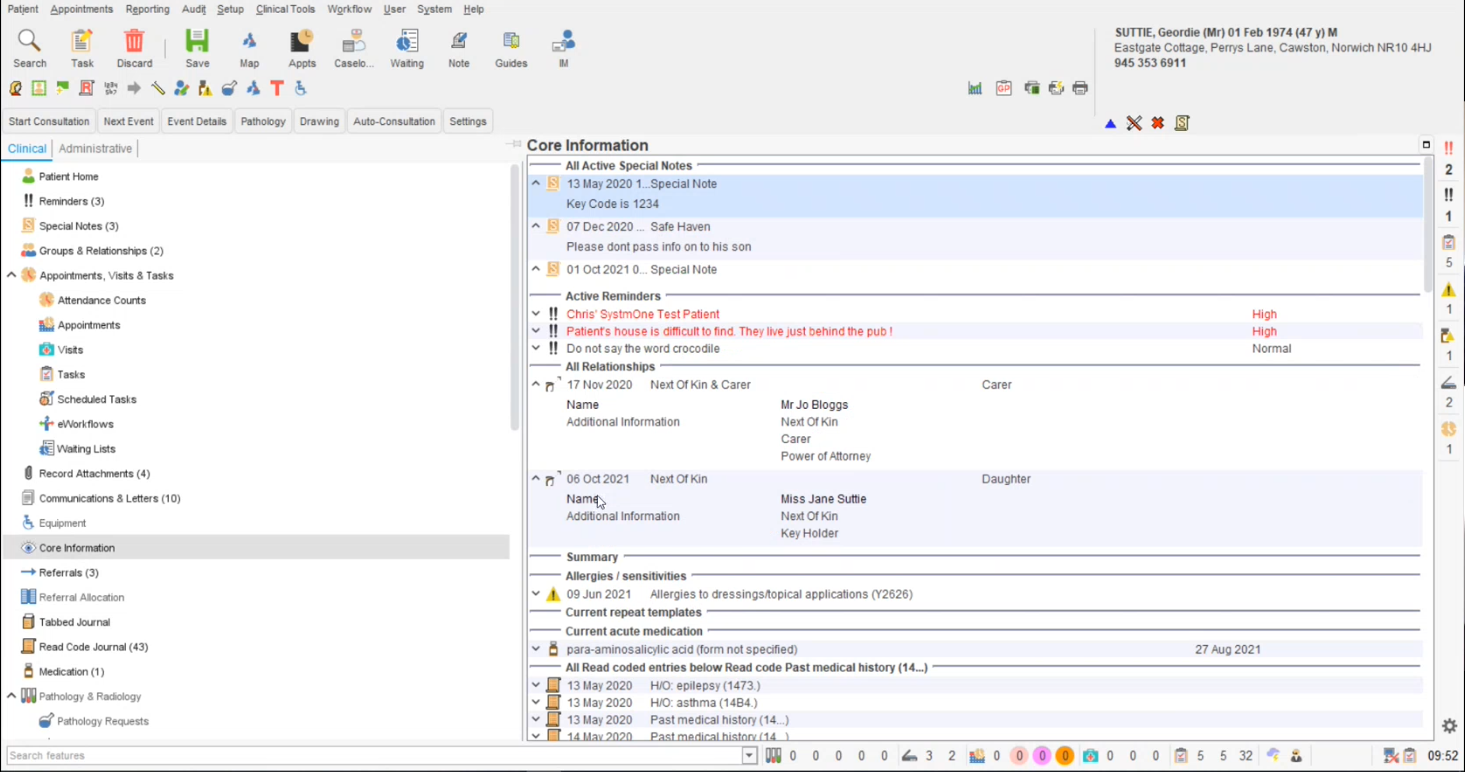 Patient Appointments Reporting Audit Setup Clinical Tools Workflow User System Help
SUTTIE, Geordie (Mr) 01 Feb 1974 (47 y) M
Eastgate Cottage, Perrys Lane, Cawston, Norwich NR10 4HJ
945 353 6911
Search Task Discard Save Map Appts Caselo... Waiting Note Guides IM
GP
Start Consultation Next Event Event Details Pathology Drawing Auto-Consultation Settings
Clinical Administrative
Patient Home
Reminders (3)
Special Notes (3)
Groups & Relationships (2)
Appointments, Visits & Tasks
Attendance Counts
Appointments
Visits
Tasks
Scheduled Tasks
eWorkflows
Waiting Lists
Record Attachments (4)
Communications & Letters (10)
Equipment
Core Information
Referrals (3)
Referral Allocation
Tabbed Journal
Read Code Journal (43)
Medication (1)
Pathology & Radiology
Pathology Requests
Search features
Core Information
All Active Special Notes
13 May 2020 1... Special Note
Key Code is 1234
07 Dec 2020 ... Safe Haven
Please dont pass info on to his son
01 Oct 2021 0... Special Note
Active Reminders
!! Chris' SystmOne Test Patient High
!! Patient's house is difficult to find. They live just behind the pub ! High
!! Do not say the word crocodile Normal
All Relationships
17 Nov 2020 Next Of Kin & Carer Carer
Name Mr Jo Bloggs
Additional Information Next Of Kin
Carer
Power of Attorney
06 Oct 2021 Next Of Kin Daughter
Name Miss Jane Suttie
Additional Information Next Of Kin
Key Holder
Summary
Allergies / sensitivities
09 Jun 2021 Allergies to dressings/topical applications (Y2626)
Current repeat templates
Current acute medication
para-aminosalicylic acid (form not specified) 27 Aug 2021
All Read coded entries below Read code Past medical history (14...)
13 May 2020 H/O: epilepsy (1473.)
13 May 2020 H/O: asthma (14B4.)
13 May 2020 Past medical history (14...)
14 May 2020 Past medical history (14...)
!!
2
!!
1
5
1
1
2
1
0 0 0 0 0 3 2 0 0 0 0 0 0 0 5 5 32 09:52